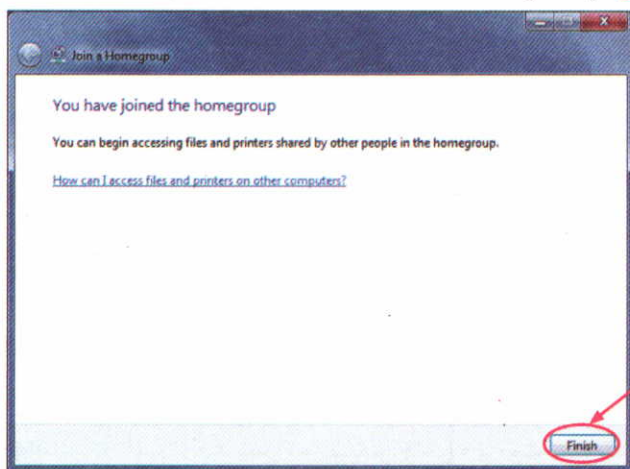 Join a Homegroup
You have joined the homegroup
You can begin accessing files and printers shared by other people in the homegroup.
How can I access files and printers on other computers?
Finish